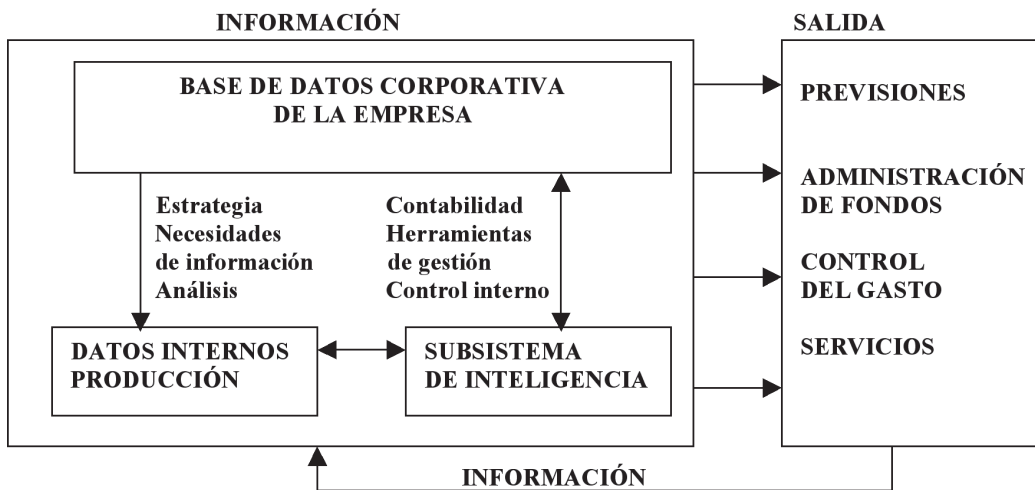 INFORMACIÓN
BASE DE DATOS CORPORATIVA
DE LA EMPRESA
Estrategia
Necesidades
de información
Análisis
Contabilidad
Herramientas
de gestión
Control interno
DATOS INTERNOS
PRODUCCIÓN
SUBSISTEMA
DE INTELIGENCIA
SALIDA
PREVISIONES
ADMINISTRACIÓN
DE FONDOS
CONTROL
DEL GASTO
SERVICIOS
INFORMACIÓN